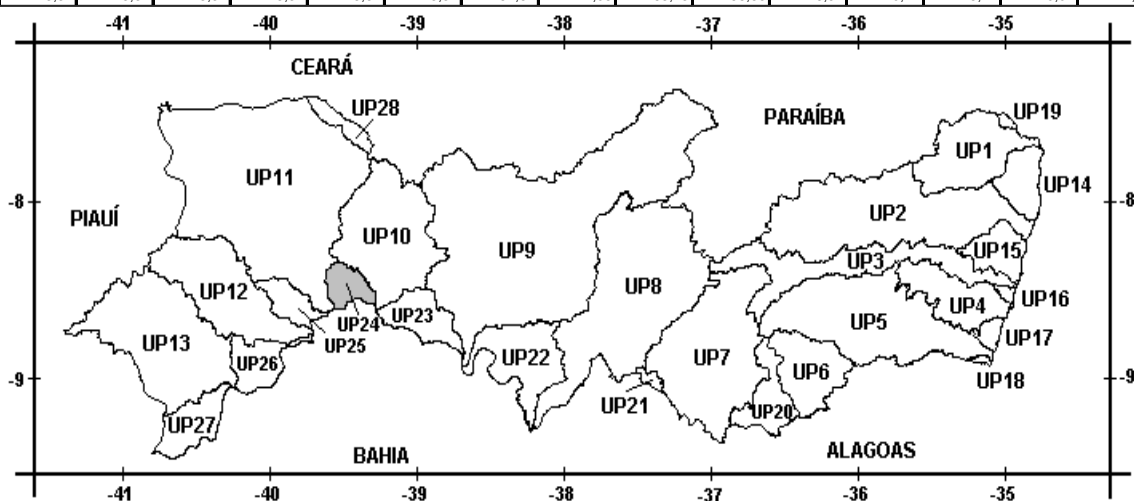 -41 -40 -39 -38 -37 -36 -35
CEARÁ
UP28
PARAÍBA
UP19
UP1
UP11
UP14
-8 -8
PIAUÍ
UP2
UP10
UP9
UP15
UP3
UP8
UP12
UP16
UP4
UP24
UP23
UP5
UP17
UP13
UP25
UP26
UP22
UP7
UP6
-9 -9
UP18
UP21
UP20
UP27
BAHIA
ALAGOAS
-41 -40 -39 -38 -37 -36 -35